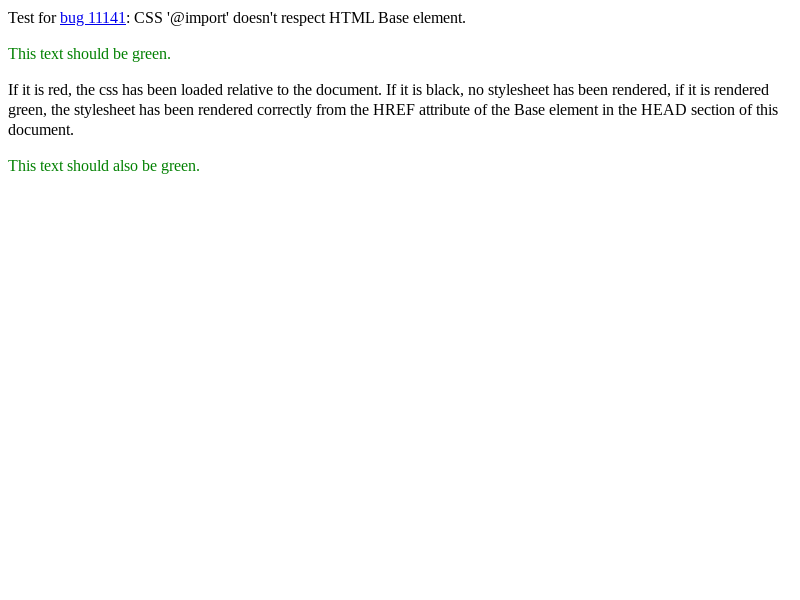 Test for bug 11141: CSS '@import' doesn't respect HTML Base element.
This text should be green.
If it is red, the css has been loaded relative to the document. If it is black, no stylesheet has been rendered, if it is rendered
green, the stylesheet has been rendered correctly from the HREF attribute of the Base element in the HEAD section of this
document.
This text should also be green.